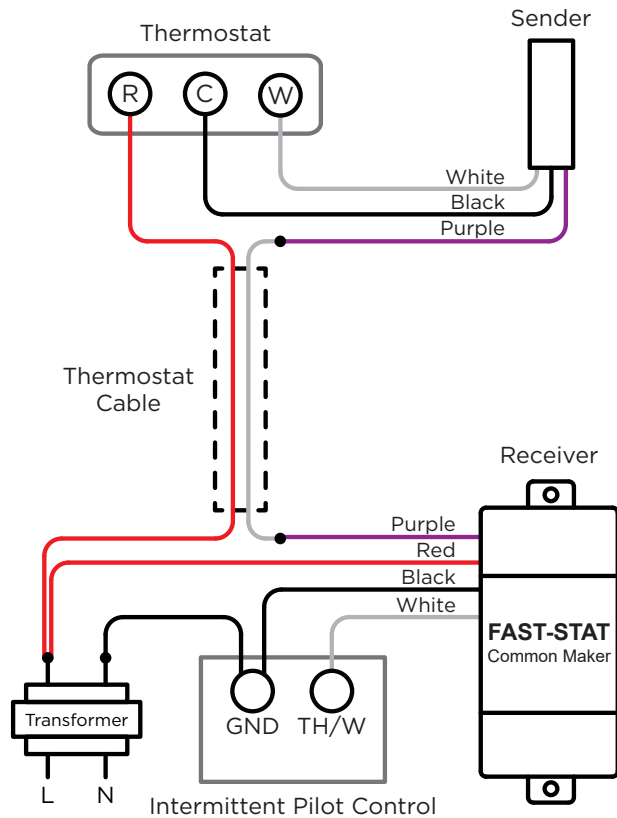 Sender
Thermostat
R
C
W
White
Black
Purple
Thermostat
Cable
Receiver
Purple
Red
Black
White
FAST-STAT
Common Maker
Transformer
GND
TH/W
L
N
Intermittent Pilot Control